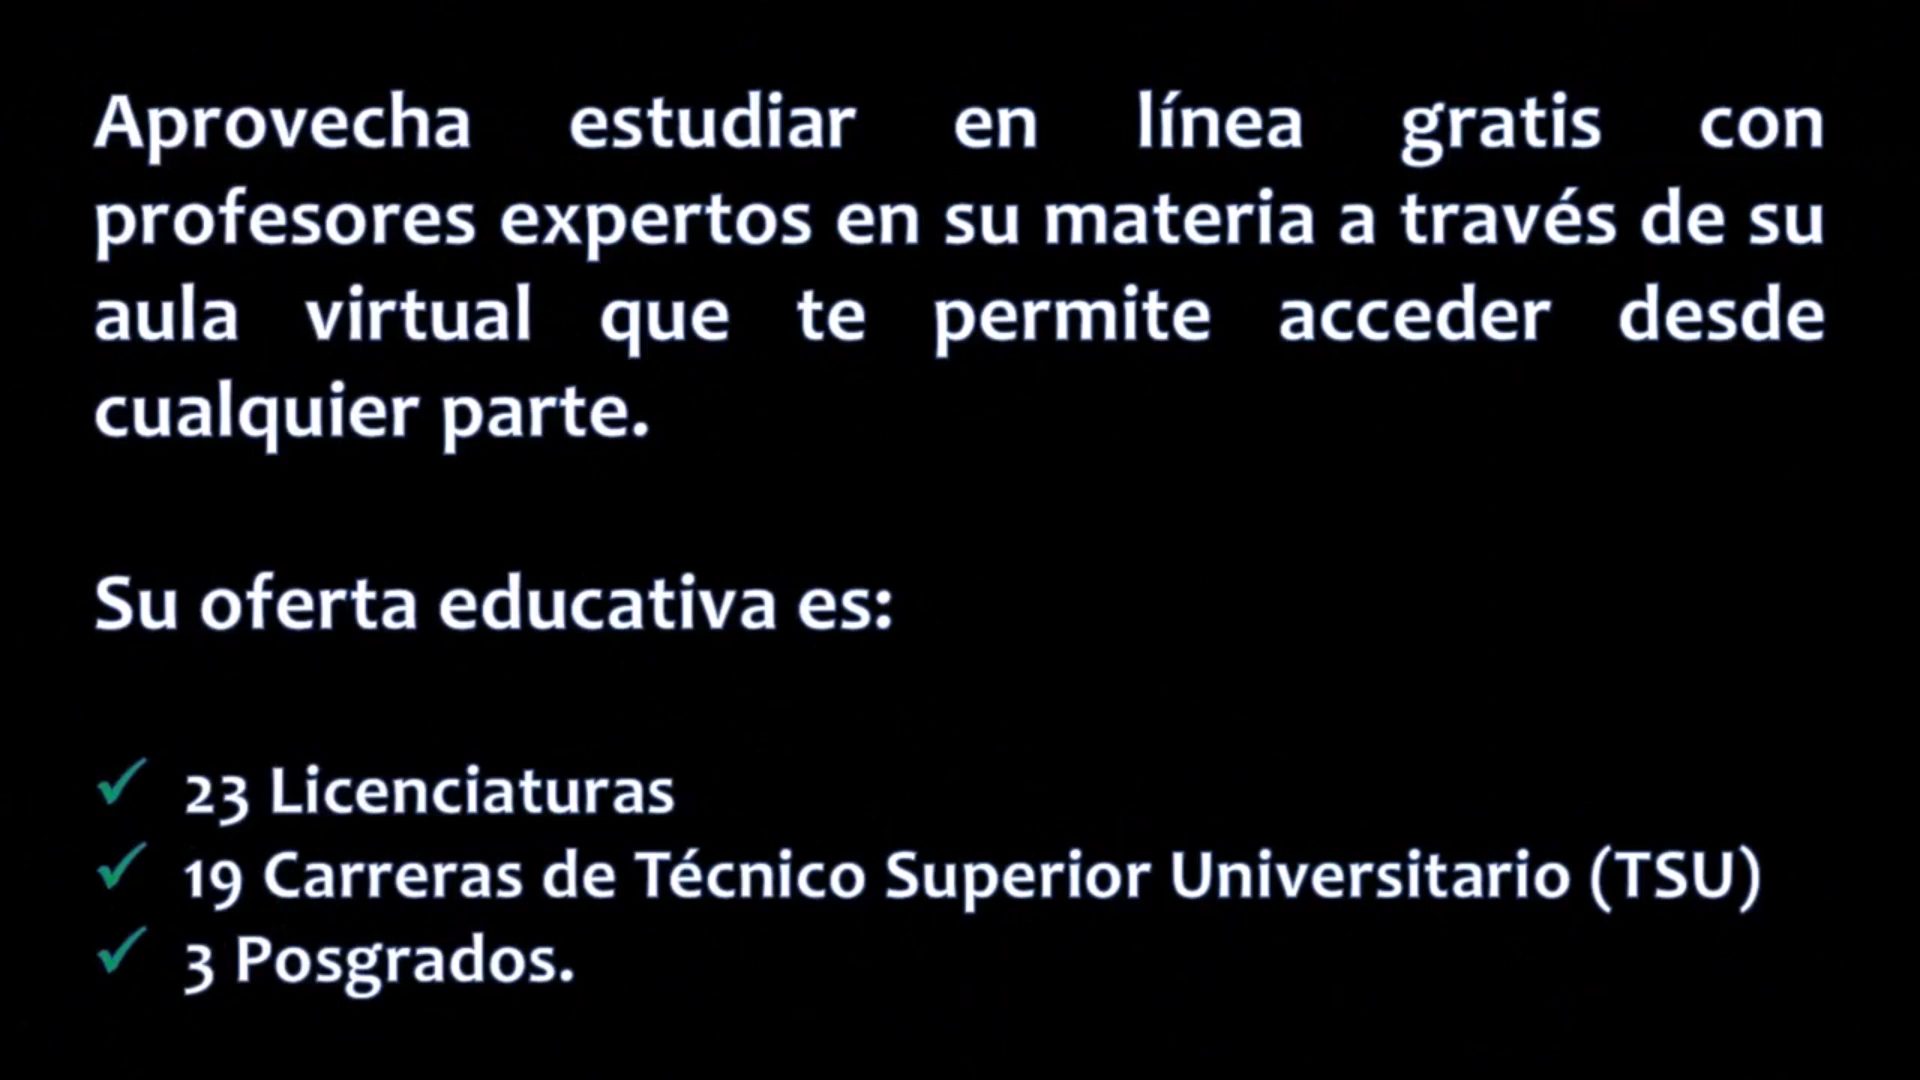 Aprovecha estudiar en línea gratis con
profesores expertos en su materia a través de su
aula virtual que te permite acceder desde
cualquier parte.
Su oferta educativa es:
✓ 23 Licenciaturas
✓ 19 Carreras de Técnico Superior Universitario (TSU)
✓ 3 Posgrados.